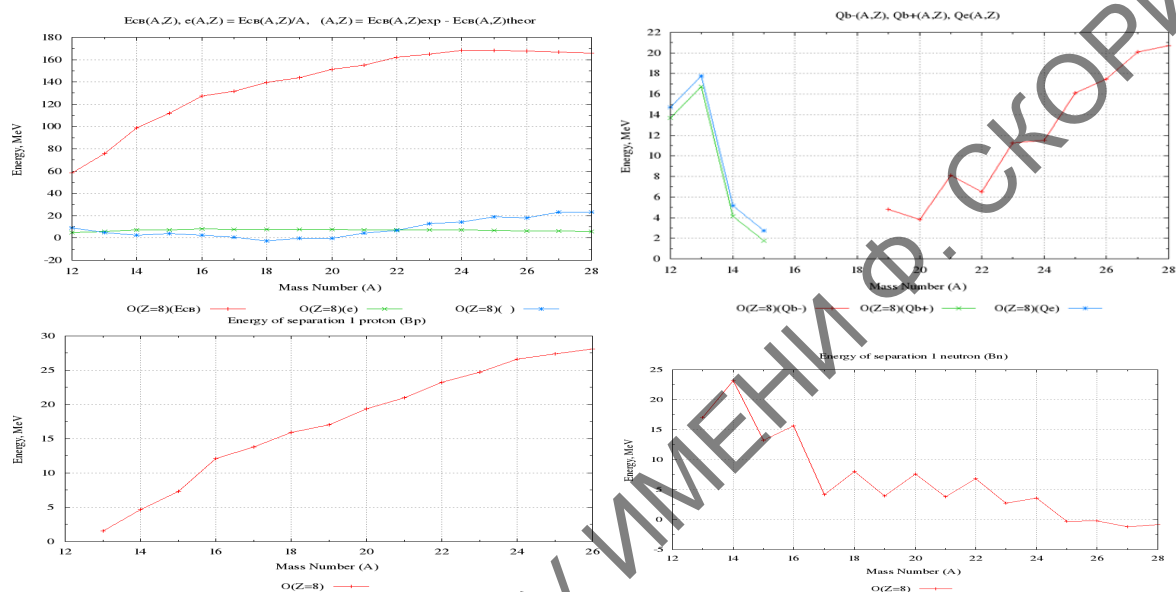 Eсв(A,Z), e(A,Z) = Eсв(A,Z)/A, (A,Z) = Eсв(A,Z)exp - Eсв(A,Z)theor
180
160
140
120
100
80
60
40
20
0
-20
Energy, MeV
12 14 16 18 20 22 24 26 28
Mass Number (A)
O(Z=8)(Eсв) O(Z=8)(e) O(Z=8)( )
Qb-(A,Z), Qb+(A,Z), Qe(A,Z)
22
20
18
16
14
12
10
8
6
4
2
0
Energy, MeV
12 14 16 18 20 22 24 26 28
Mass Number (A)
O(Z=8)(Qb-) O(Z=8)(Qb+) O(Z=8)(Qe)
Energy of separation 1 proton (Bp)
30
25
20
15
10
5
0
Energy, MeV
12 14 16 18 20 22 24 26
Mass Number (A)
O(Z=8)
Energy of separation 1 neutron (Bn)
25
20
15
10
5
0
-5
Energy, MeV
12 14 16 18 20 22 24 26 28
Mass Number (A)
O(Z=8)
ИМЕНИ Ф. СКОРИ